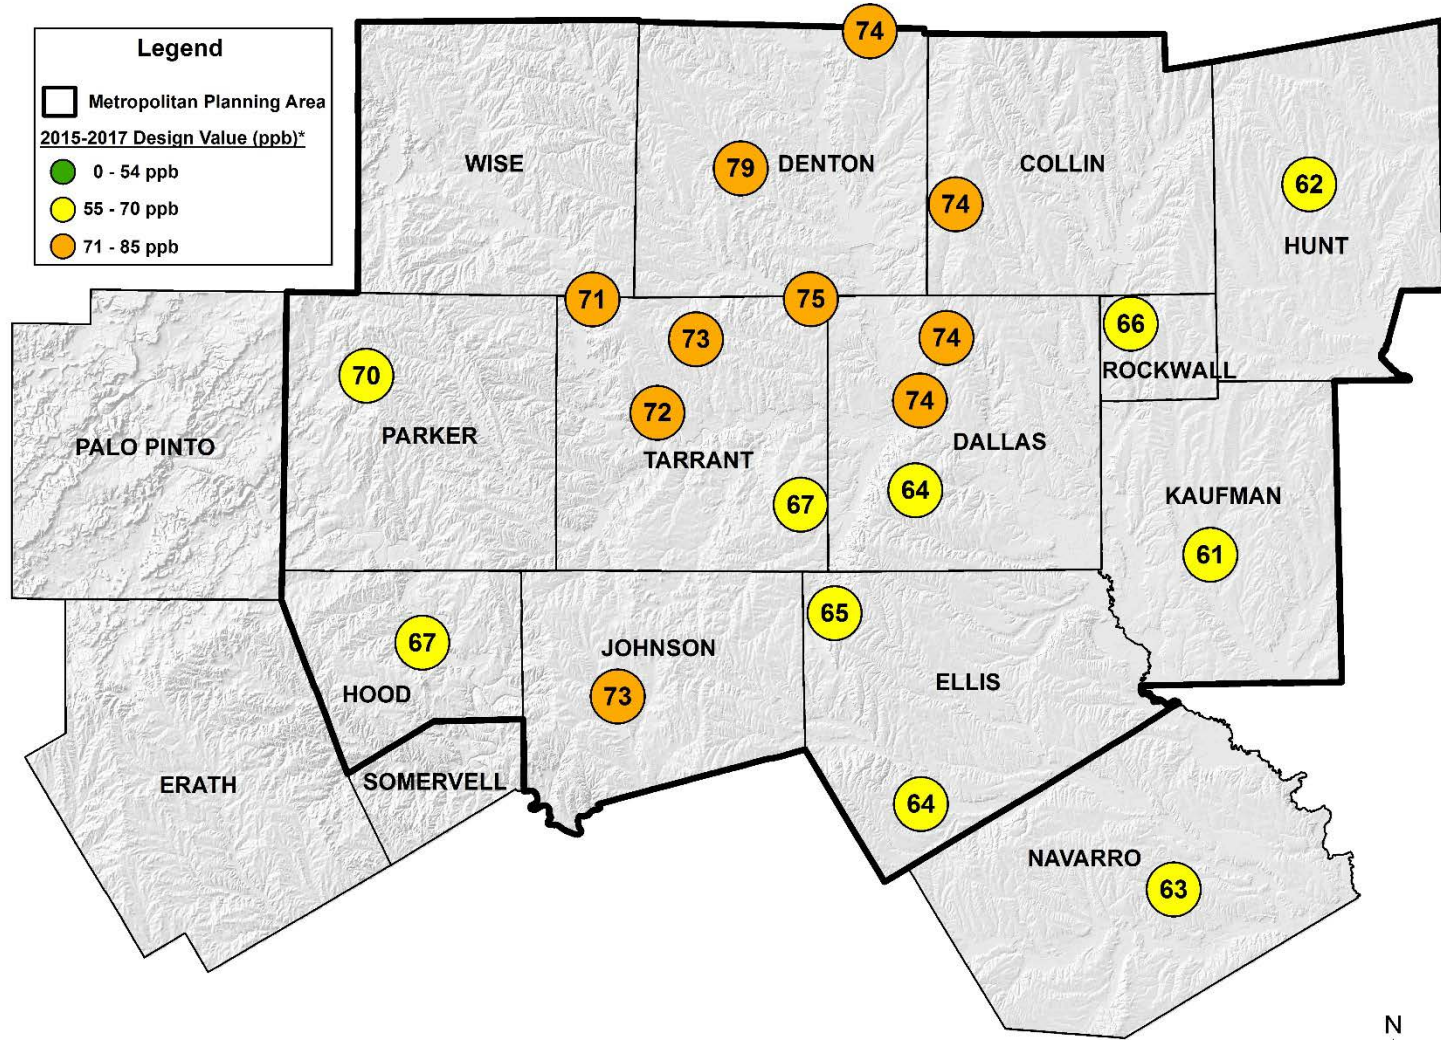 Legend
Metropolitan Planning Area
2015-2017 Design Value (ppb)*
0 - 54 ppb
55 - 70 ppb
71 - 85 ppb
74
WISE
79
DENTON
COLLIN
74
62
HUNT
71
75
73
74
66
ROCKWALL
70
72
74
PARKER
PALO PINTO
TARRANT
DALLAS
67
64
KAUFMAN
61
65
67
JOHNSON
HOOD
73
ELLIS
ERATH
SOMERVELL
64
NAVARRO
63
N